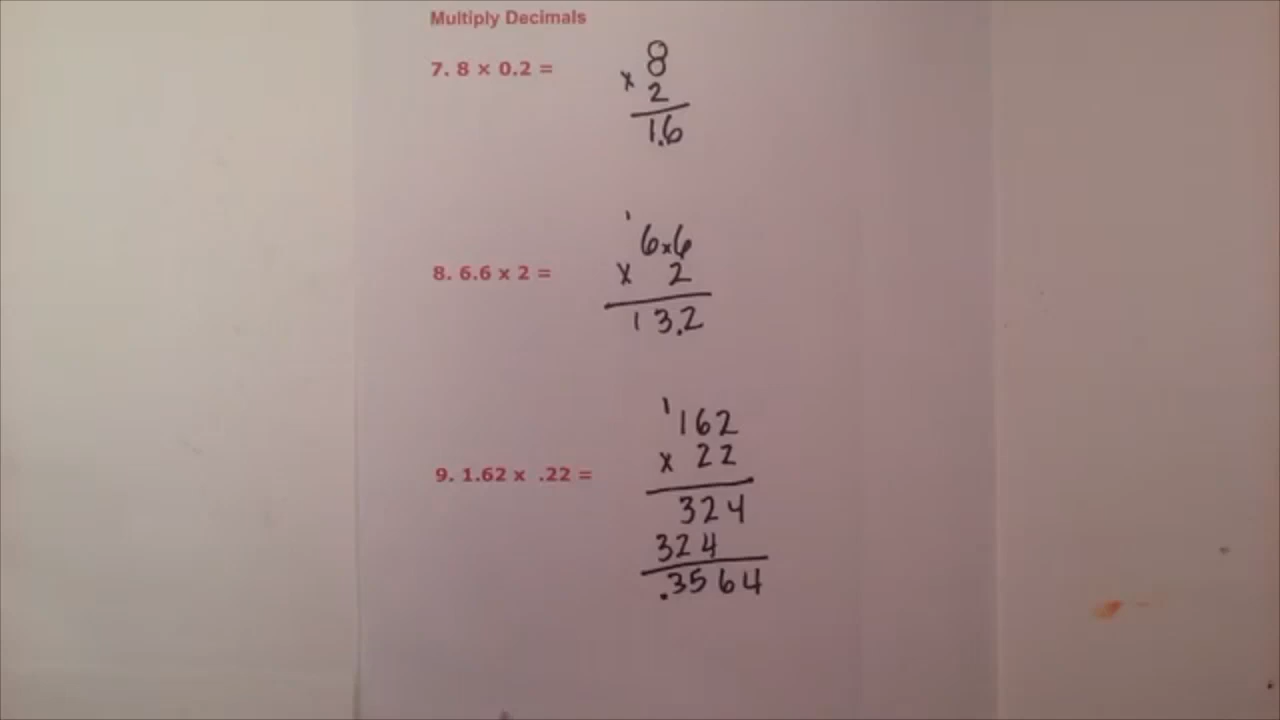 Multiply Decimals
7. 8 × 0.2 =
8
x 2
1.6
8. 6.6 x 2 =
1
6x6
x 2
13.2
9. 1.62 x .22 =
1
162
x 22
324
324
.3564